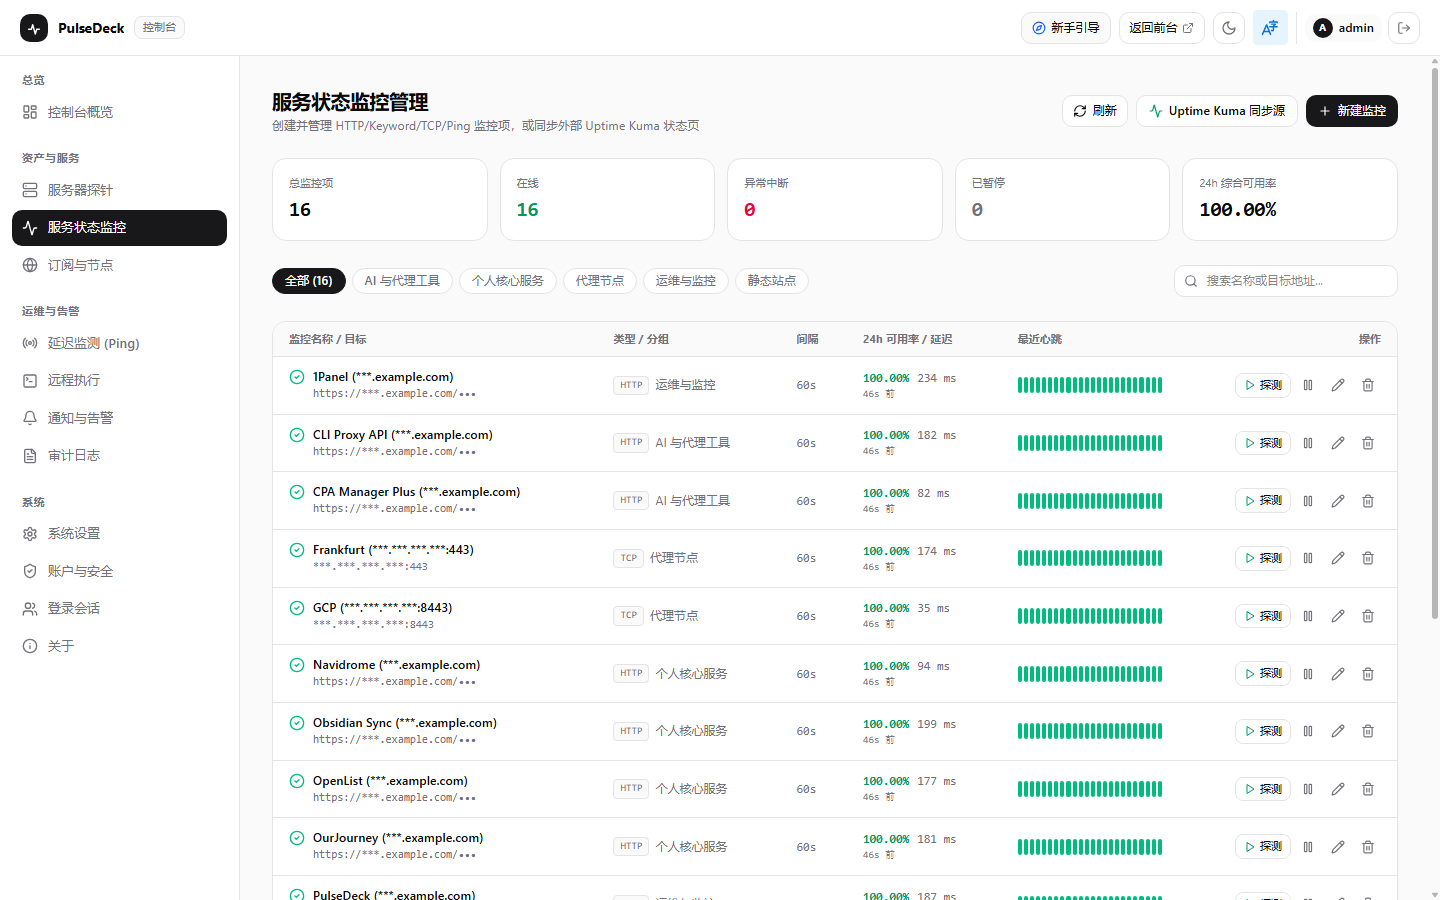 PulseDeck 控制台
新手引导 返回前台 A admin
总览
控制台概览
资产与服务
服务器探针
服务状态监控
订阅与节点
运维与告警
延迟监测 (Ping)
远程执行
通知与告警
审计日志
系统
系统设置
账户与安全
登录会话
关于
服务状态监控管理
创建并管理 HTTP/Keyword/TCP/Ping 监控项，或同步外部 Uptime Kuma 状态页
刷新 Uptime Kuma 同步源 新建监控
总监控项 在线 异常中断 已暂停 24h 综合可用率
16 16 0 0 100.00%
全部 (16) AI 与代理工具 个人核心服务 代理节点 运维与监控 静态站点 搜索名称或目标地址...
监控名称 / 目标 类型 / 分组 间隔 24h 可用率 / 延迟 最近心跳 操作
1Panel (***.example.com)
https://***.example.com/••• HTTP 运维与监控 60s 100.00% 234 ms 探测
46s 前
CLI Proxy API (***.example.com)
https://***.example.com/••• HTTP AI 与代理工具 60s 100.00% 182 ms 探测
46s 前
CPA Manager Plus (***.example.com)
https://***.example.com/••• HTTP AI 与代理工具 60s 100.00% 82 ms 探测
46s 前
Frankfurt (***.***.***.***:443)
***.***.***.***:443 TCP 代理节点 60s 100.00% 174 ms 探测
46s 前
GCP (***.***.***.***:8443)
***.***.***.***:8443 TCP 代理节点 60s 100.00% 35 ms 探测
46s 前
Navidrome (***.example.com)
https://***.example.com/••• HTTP 个人核心服务 60s 100.00% 94 ms 探测
46s 前
Obsidian Sync (***.example.com)
https://***.example.com/••• HTTP 个人核心服务 60s 100.00% 199 ms 探测
46s 前
OpenList (***.example.com)
https://***.example.com/••• HTTP 个人核心服务 60s 100.00% 177 ms 探测
46s 前
OurJourney (***.example.com)
https://***.example.com/••• HTTP 个人核心服务 60s 100.00% 181 ms 探测
46s 前
PulseDeck (***.example.com) 100.00% 187 ms